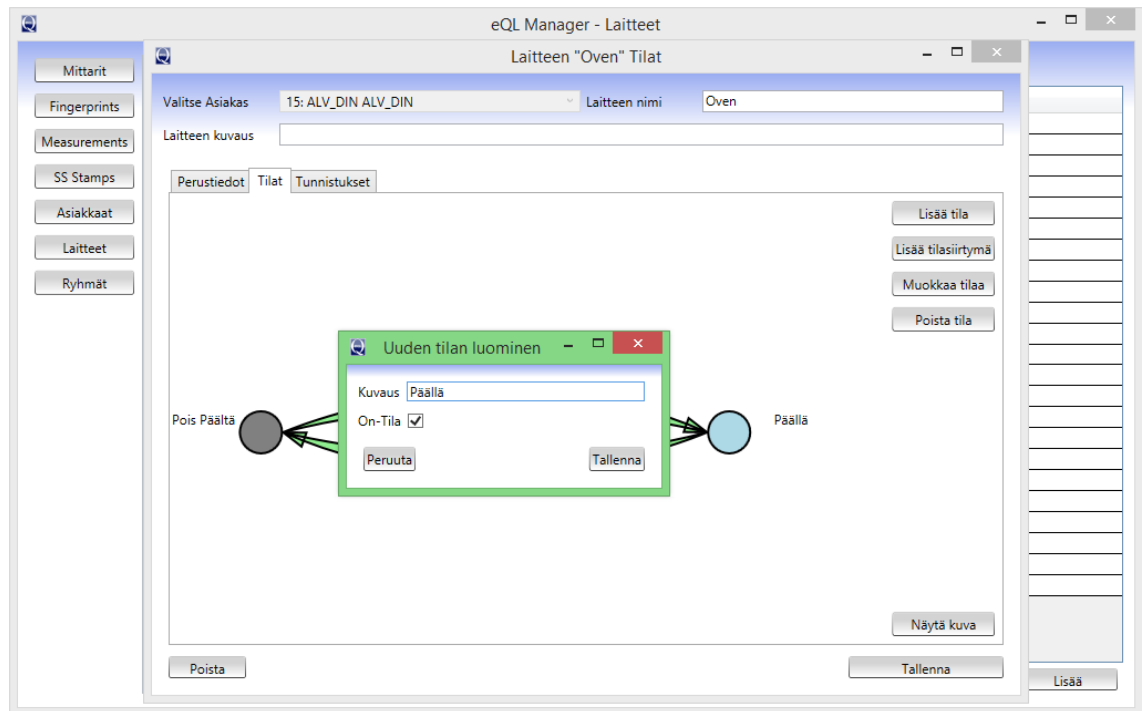 eQL Manager - Laitteet
Laitteen "Oven" Tilat
Mittarit
Fingerprints
Measurements
SS Stamps
Asiakkaat
Laitteet
Ryhmät
Valitse Asiakas 15: ALV_DIN ALV_DIN Laitteen nimi Oven
Laitteen kuvaus
Perustiedot Tilat Tunnistukset
Lisää tila
Lisää tilasiirtymä
Muokkaa tilaa
Poista tila
Uuden tilan luominen
Kuvaus Päällä
On-Tila
Peruuta Tallenna
Pois Päältä
Päällä
Näytä kuva
Poista Tallenna
Lisää